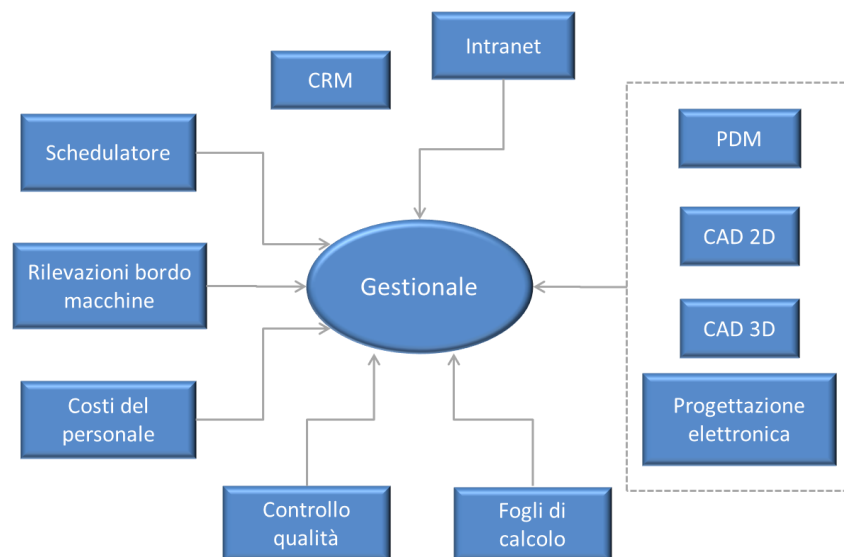 Intranet
CRM
Schedulatore
PDM
CAD 2D
Rilevazioni bordo
macchine
Gestionale
CAD 3D
Costi del
personale
Progettazione
elettronica
Controllo
qualità
Fogli di
calcolo